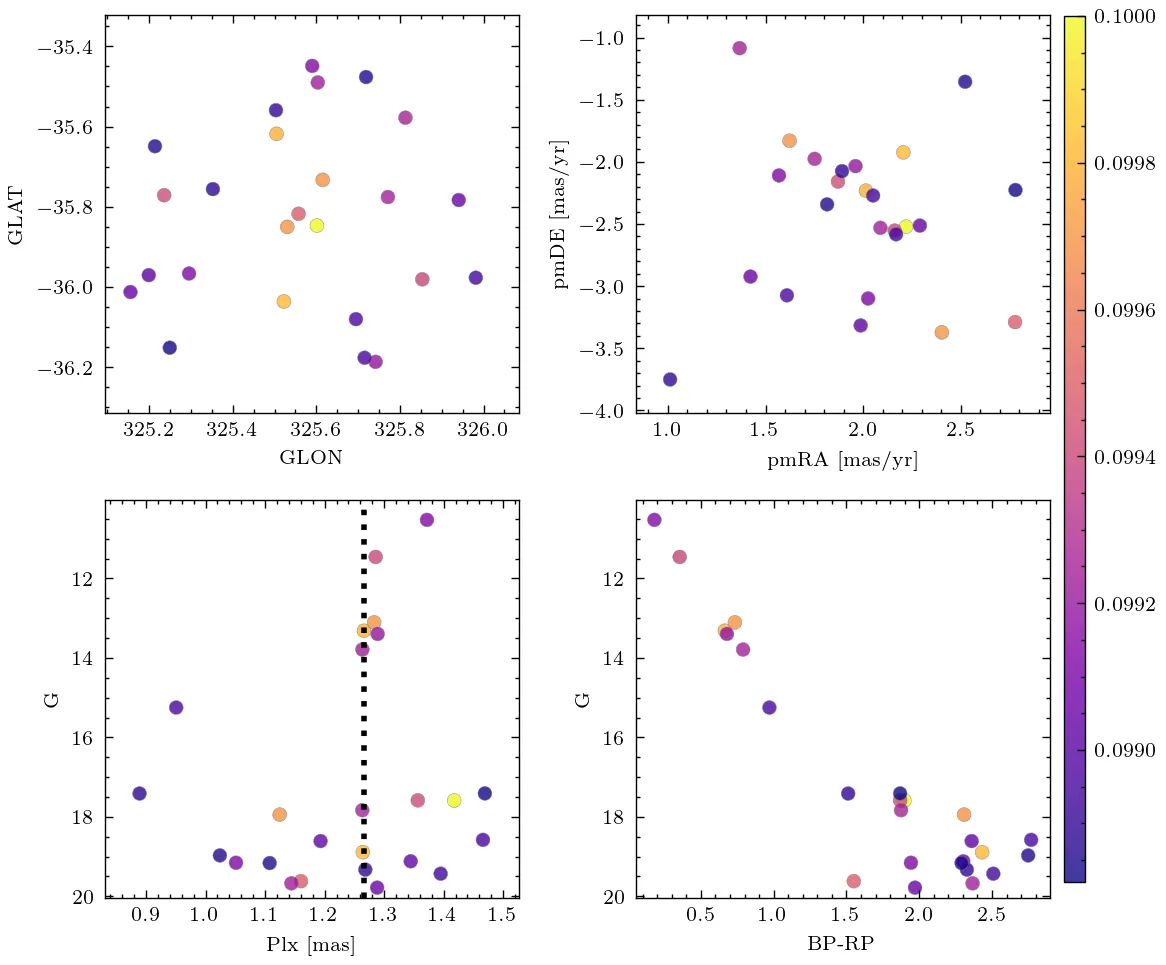 −35.4
−35.6
−35.8
−36.0
−36.2
GLAT
325.2 325.4 325.6 325.8 326.0
GLON
−1.0
−1.5
−2.0
−2.5
−3.0
−3.5
−4.0
pmDE [mas/yr]
1.0 1.5 2.0 2.5
pmRA [mas/yr]
0.1000
0.0998
0.0996
0.0994
0.0992
0.0990
12
14
16
18
20
G
0.9 1.0 1.1 1.2 1.3 1.4 1.5
Plx [mas]
12
14
16
18
20
G
0.5 1.0 1.5 2.0 2.5
BP-RP